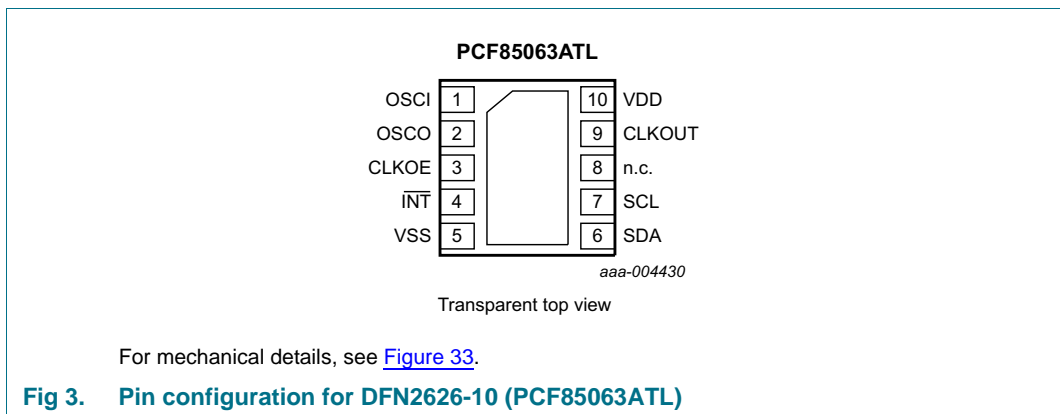 PCF85063ATL
OSCI 1 10 VDD
OSCO 2 9 CLKOUT
CLKOE 3 8 n.c.
INT 4 7 SCL
VSS 5 6 SDA
aaa-004430
Transparent top view
For mechanical details, see Figure 33.
Fig 3. Pin configuration for DFN2626-10 (PCF85063ATL)